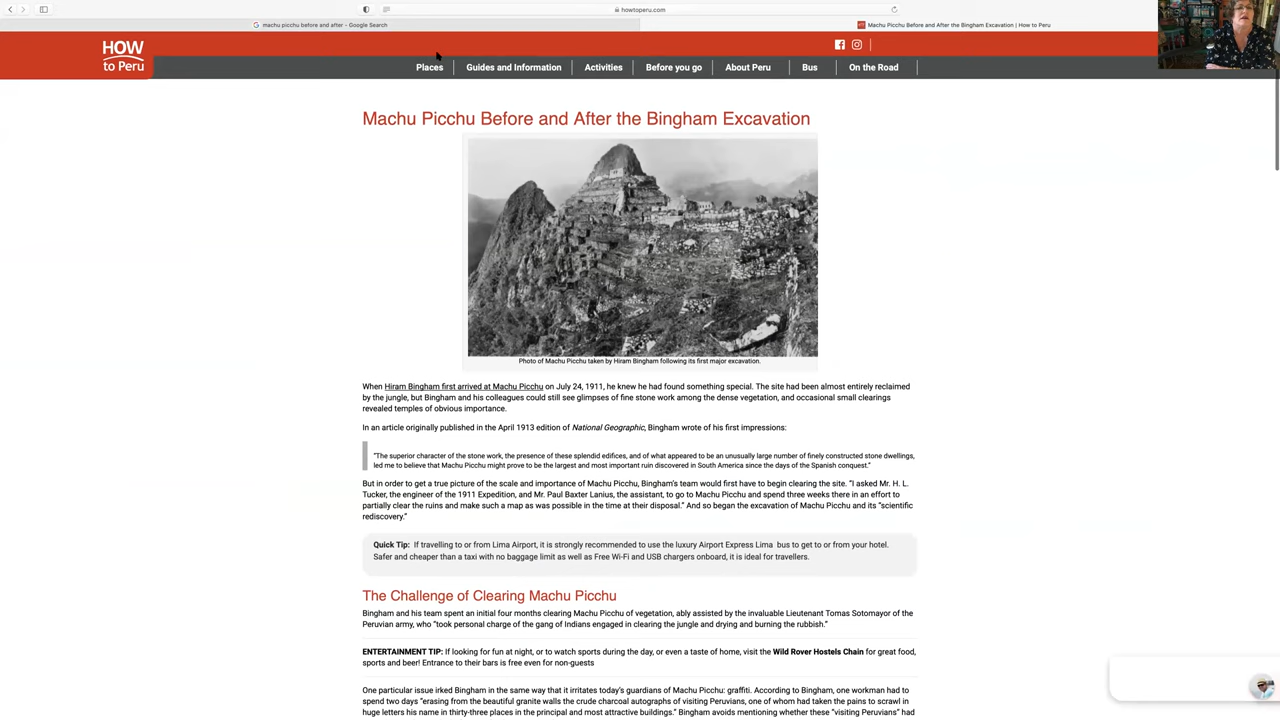 howtoperu.com
machu picchu before and after - Google Search
Machu Picchu Before and After the Bingham Excavation | How to Peru
HOW
to Peru
Places
Guides and Information
Activities
Before you go
About Peru
Bus
On the Road
Machu Picchu Before and After the Bingham Excavation
Photo of Machu Picchu taken by Hiram Bingham following its first major excavation.
When Hiram Bingham first arrived at Machu Picchu on July 24, 1911, he knew he had found something special. The site had been almost entirely reclaimed
by the jungle, but Bingham and his colleagues could still see glimpses of fine stone work among the dense vegetation, and occasional small clearings
revealed temples of obvious importance.
In an article originally published in the April 1913 edition of National Geographic, Bingham wrote of his first impressions:
"The superior character of the stone work, the presence of these splendid edifices, and of what appeared to be an unusually large number of finely constructed stone dwellings,
led me to believe that Machu Picchu might prove to be the largest and most important ruin discovered in South America since the days of the Spanish conquest."
But in order to get a true picture of the scale and importance of Machu Picchu, Bingham's team would first have to begin clearing the site. "I asked Mr. H. L.
Tucker, the engineer of the 1911 Expedition, and Mr. Paul Baxter Lanius, the assistant, to go to Machu Picchu and spend three weeks there in an effort to
partially clear the ruins and make such a map as was possible in the time at their disposal." And so began the excavation of Machu Picchu and its "scientific
rediscovery."
Quick Tip: If travelling to or from Lima Airport, it is strongly recommended to use the luxury Airport Express Lima bus to get to or from your hotel.
Safer and cheaper than a taxi with no baggage limit as well as Free Wi-Fi and USB chargers onboard, it is ideal for travellers.
The Challenge of Clearing Machu Picchu
Bingham and his team spent an initial four months clearing Machu Picchu of vegetation, ably assisted by the invaluable Lieutenant Tomas Sotomayor of the
Peruvian army, who "took personal charge of the gang of Indians engaged in clearing the jungle and drying and burning the rubbish."
ENTERTAINMENT TIP: If looking for fun at night, or to watch sports during the day, or even a taste of home, visit the Wild Rover Hostels Chain for great food,
sports and beer! Entrance to their bars is free even for non-guests
One particular issue irked Bingham in the same way that it irritates today's guardians of Machu Picchu: graffiti. According to Bingham, one workman had to
spend two days "erasing from the beautiful granite walls the crude charcoal autographs of visiting Peruvians, one of whom had taken the pains to scrawl in
huge letters his name in thirty-three places in the principal and most attractive buildings." Bingham avoids mentioning whether these "visiting Peruvians" had